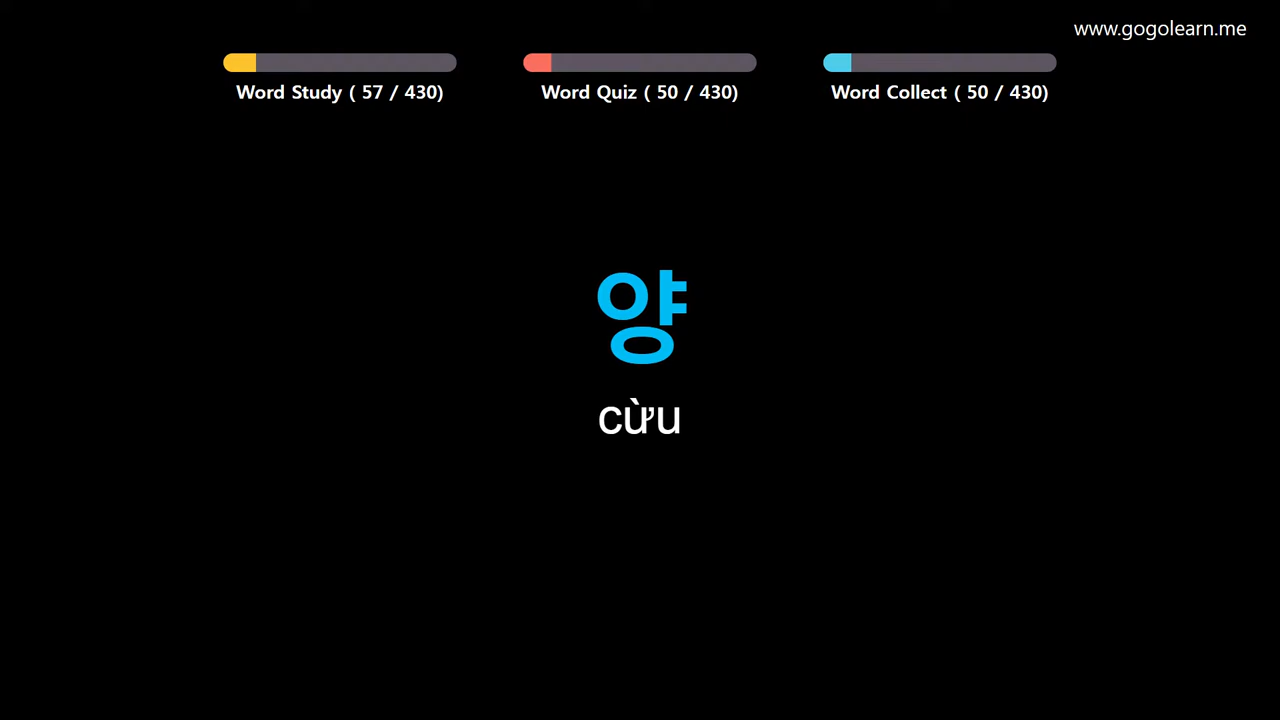 www.gogolearn.me
Word Study ( 57 / 430)
Word Quiz ( 50 / 430)
Word Collect ( 50 / 430)
양
cừu